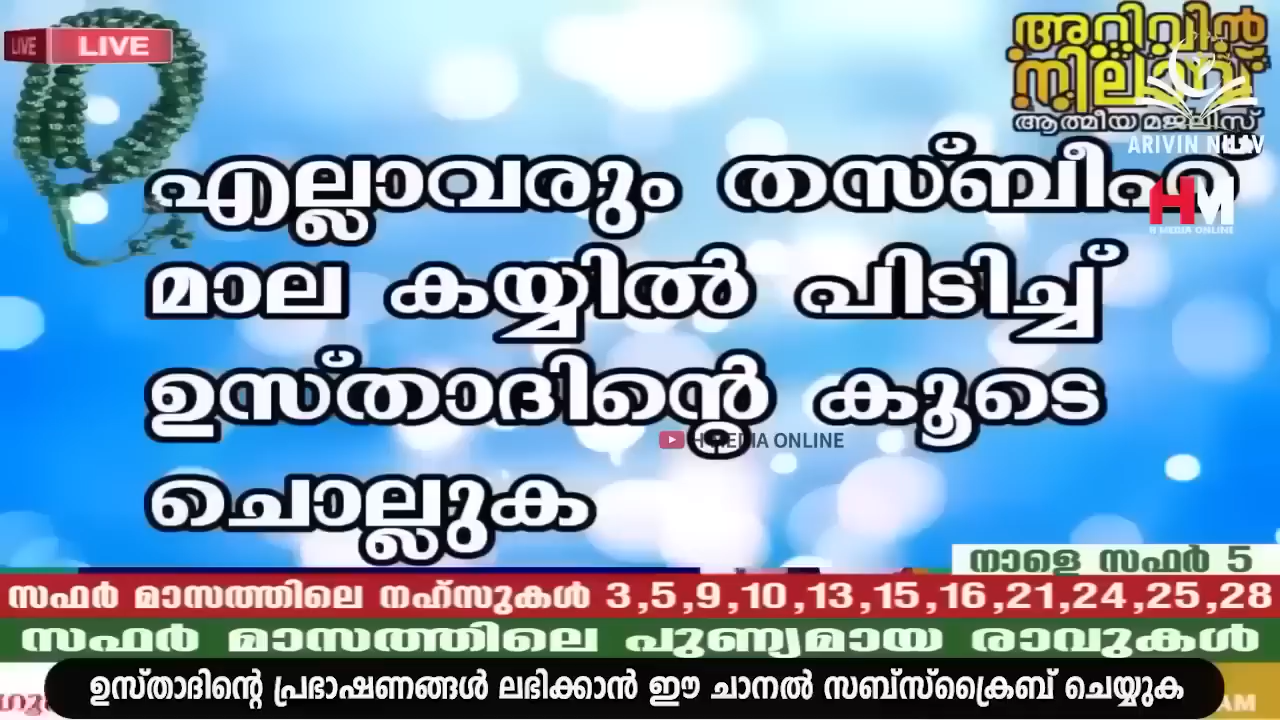 LIVE
LIVE
അറിവിൻ
നിലാവ്
ആത്മീയ മജ്ലിസ്
ARIVIN NILAV
എല്ലാവരും തസ്ബീഹ്
HM
H MEDIA ONLINE
മാല കയ്യിൽ പിടിച്ച്
ഉസ്താദിന്റെ കൂടെ
H MEDIA ONLINE
ചൊല്ലുക
നാളെ സഫർ 5
സഫർ മാസത്തിലെ നഹ്സുകൾ 3,5,9,10,13,15,16,21,24,25,28
സഫർ മാസത്തിലെ പുണ്യമായ രാവുകൾ
ഉസ്താദിന്റെ പ്രഭാഷണങ്ങൾ ലഭിക്കാൻ ഈ ചാനൽ സബ്സ്ക്രൈബ് ചെയ്യുക